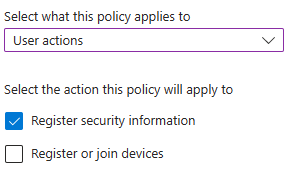 Select what this policy applies to
User actions
Select the action this policy will apply to
Register security information
Register or join devices